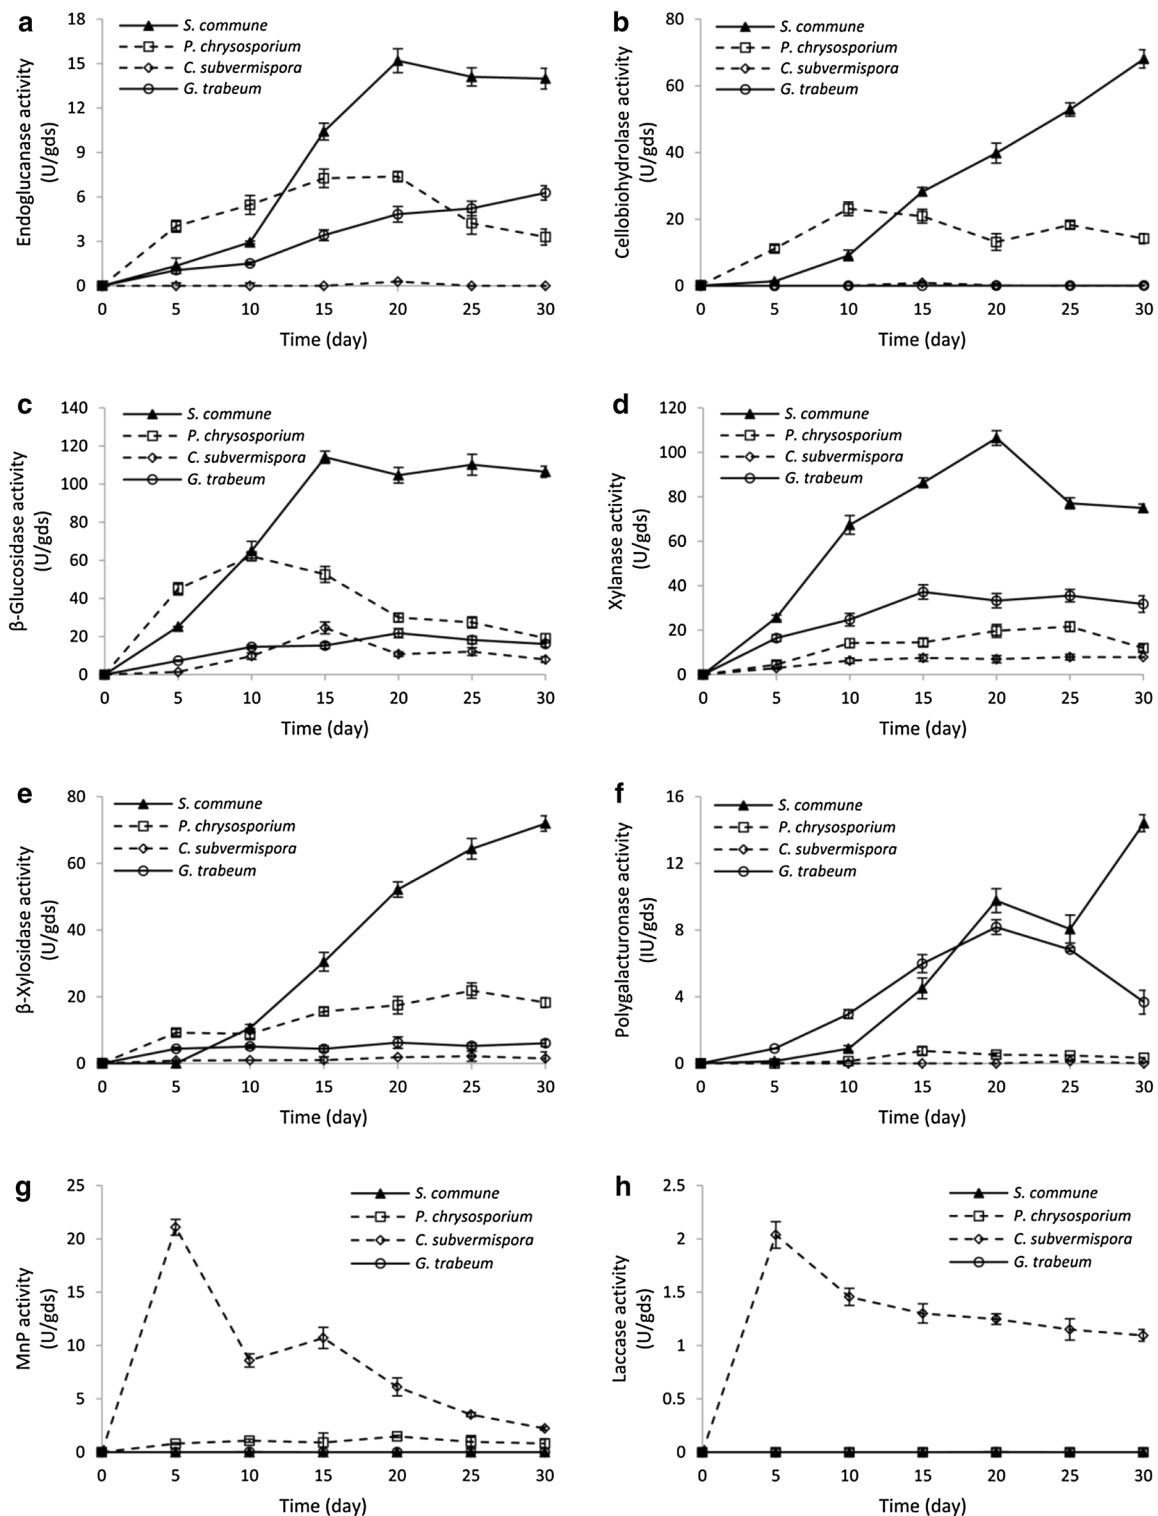 a
18
15
12
9
6
3
0
Endoglucanase activity
(U/gds)
S. commune
P. chrysosporium
C. subvermispora
G. trabeum
0 5 10 15 20 25 30
Time (day)
b
80
60
40
20
0
Cellobiohydrolase activity
(U/gds)
S. commune
P. chrysosporium
C. subvermispora
G. trabeum
0 5 10 15 20 25 30
Time (day)
c
140
120
100
80
60
40
20
0
β-Glucosidase activity
(U/gds)
S. commune
P. chrysosporium
C. subvermispora
G. trabeum
0 5 10 15 20 25 30
Time (day)
d
120
100
80
60
40
20
0
Xylanase activity
(U/gds)
S. commune
P. chrysosporium
C. subvermispora
G. trabeum
0 5 10 15 20 25 30
Time (day)
e
80
60
40
20
0
β-Xylosidase activity
(U/gds)
S. commune
P. chrysosporium
C. subvermispora
G. trabeum
0 5 10 15 20 25 30
Time (day)
f
16
12
8
4
0
Polygalacturonase activity
(IU/gds)
S. commune
P. chrysosporium
C. subvermispora
G. trabeum
0 5 10 15 20 25 30
Time (day)
g
25
20
15
10
5
0
MnP activity
(U/gds)
S. commune
P. chrysosporium
C. subvermispora
G. trabeum
0 5 10 15 20 25 30
Time (day)
h
2.5
2
1.5
1
0.5
0
Laccase activity
(U/gds)
S. commune
P. chrysosporium
C. subvermispora
G. trabeum
0 5 10 15 20 25 30
Time (day)